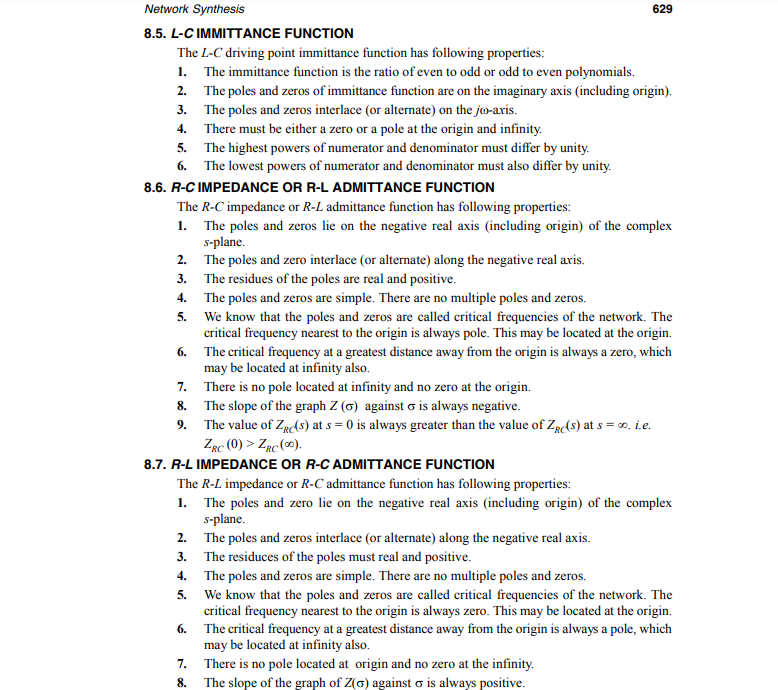 Network Synthesis 629
8.5. L-C IMMITTANCE FUNCTION
The L-C driving point immittance function has following properties:
1. The immittance function is the ratio of even to odd or odd to even polynomials.
2. The poles and zeros of immittance function are on the imaginary axis (including origin).
3. The poles and zeros interlace (or alternate) on the jω-axis.
4. There must be either a zero or a pole at the origin and infinity.
5. The highest powers of numerator and denominator must differ by unity.
6. The lowest powers of numerator and denominator must also differ by unity.
8.6. R-C IMPEDANCE OR R-L ADMITTANCE FUNCTION
The R-C impedance or R-L admittance function has following properties:
1. The poles and zeros lie on the negative real axis (including origin) of the complex
s-plane.
2. The poles and zero interlace (or alternate) along the negative real axis.
3. The residues of the poles are real and positive.
4. The poles and zeros are simple. There are no multiple poles and zeros.
5. We know that the poles and zeros are called critical frequencies of the network. The
critical frequency nearest to the origin is always pole. This may be located at the origin.
6. The critical frequency at a greatest distance away from the origin is always a zero, which
may be located at infinity also.
7. There is no pole located at infinity and no zero at the origin.
8. The slope of the graph Z (σ) against σ is always negative.
9. The value of Z_RC(s) at s = 0 is always greater than the value of Z_RC(s) at s = ∞. i.e.
Z_RC (0) > Z_RC (∞).
8.7. R-L IMPEDANCE OR R-C ADMITTANCE FUNCTION
The R-L impedance or R-C admittance function has following properties:
1. The poles and zero lie on the negative real axis (including origin) of the complex
s-plane.
2. The poles and zeros interlace (or alternate) along the negative real axis.
3. The residuces of the poles must real and positive.
4. The poles and zeros are simple. There are no multiple poles and zeros.
5. We know that the poles and zeros are called critical frequencies of the network. The
critical frequency nearest to the origin is always zero. This may be located at the origin.
6. The critical frequency at a greatest distance away from the origin is always a pole, which
may be located at infinity also.
7. There is no pole located at origin and no zero at the infinity.
8. The slope of the graph of Z(σ) against σ is always positive.